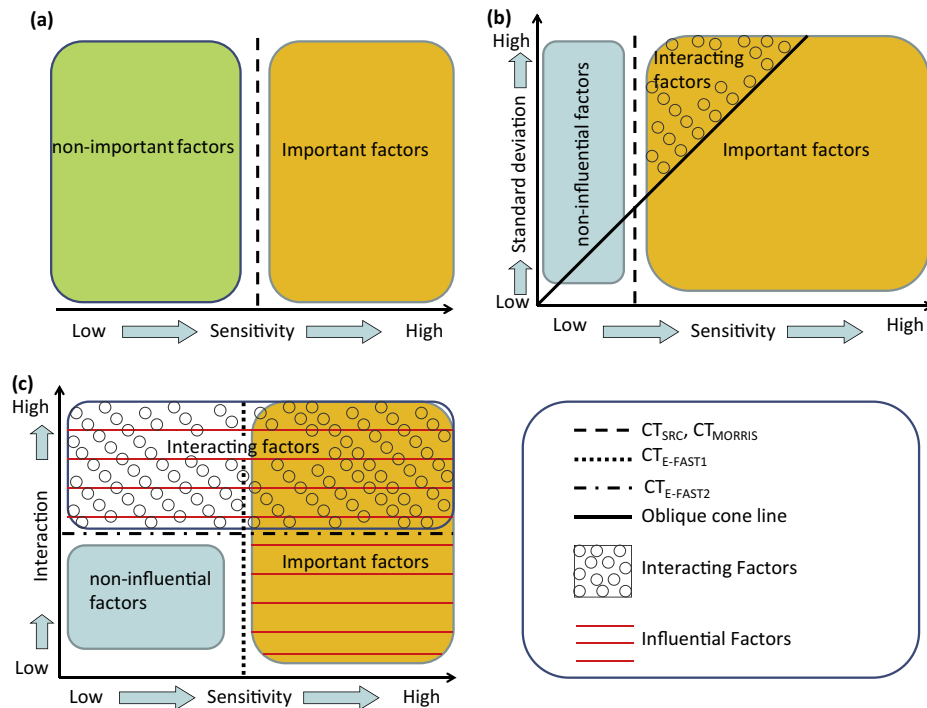 (a)
non-important factors
Important factors
Low
Sensitivity
High
(b)
High
Standard deviation
Low
non-influential factors
Interacting
factors
Important factors
Low
Sensitivity
High
(c)
High
Interaction
Low
Interacting factors
non-influential
factors
Important factors
Low
Sensitivity
High
CT_SRC, CT_MORRIS
CT_E-FAST1
CT_E-FAST2
Oblique cone line
Interacting Factors
Influential Factors